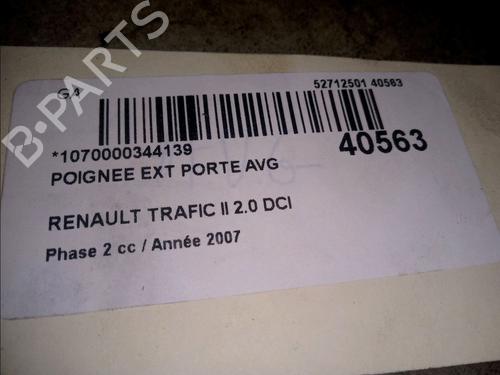 GA
52712501 40563
*1070000344139
40563
POIGNEE EXT PORTE AVG
RENAULT TRAFIC II 2.0 DCI
Phase 2 cc / Année 2007
B-PARTS